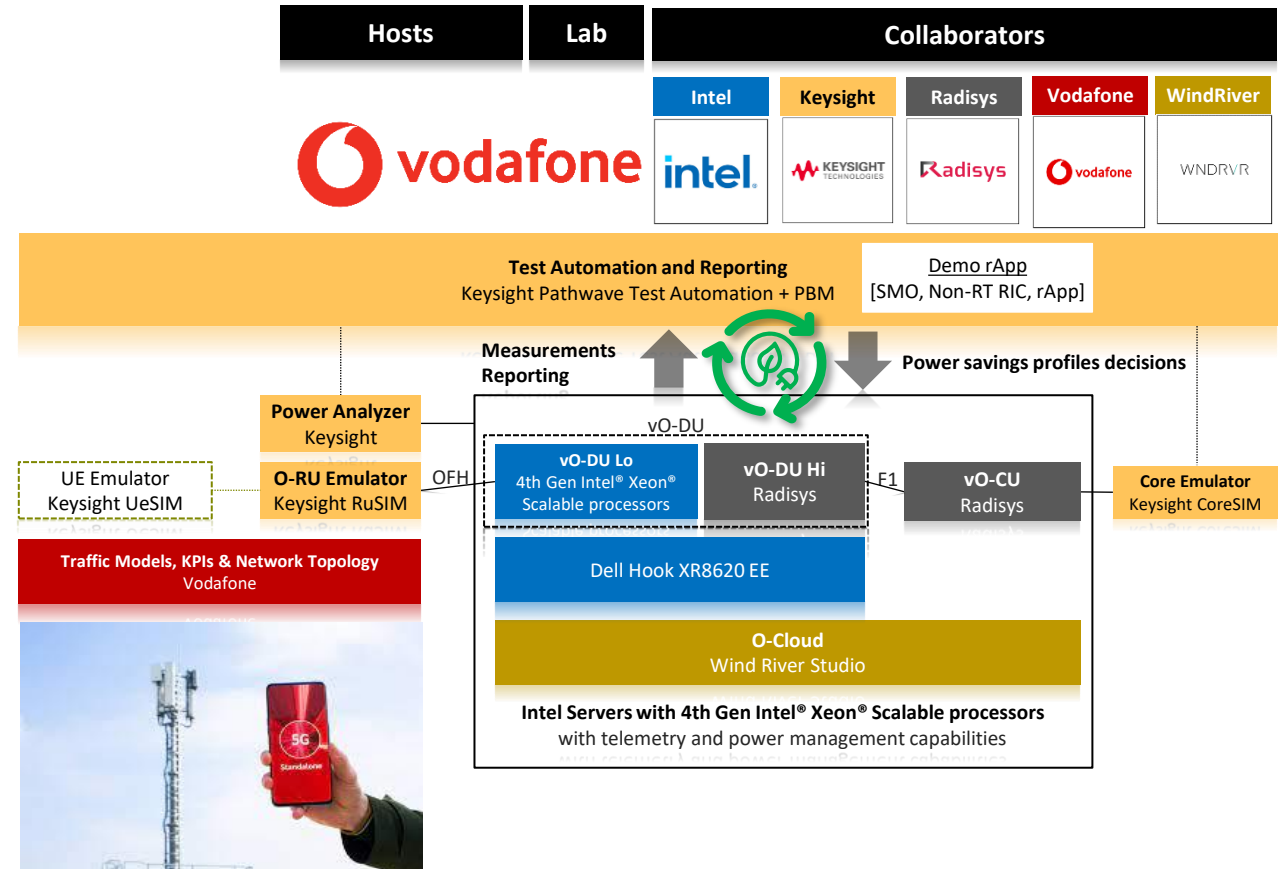 Hosts
Lab
Collaborators
Intel
Keysight
Radisys
Vodafone
WindRiver
vodafone
intel.
KEYSIGHT
TECHNOLOGIES
Radisys
vodafone
WNDRVR
Test Automation and Reporting
Keysight Pathwave Test Automation + PBM
Demo rApp
[SMO, Non-RT RIC, rApp]
Measurements
Reporting
Power savings profiles decisions
Power Analyzer
Keysight
vO-DU
UE Emulator
Keysight UeSIM
O-RU Emulator
Keysight RuSIM
OFH
vO-DU Lo
4th Gen Intel® Xeon®
Scalable processors
vO-DU Hi
Radisys
F1
vO-CU
Radisys
Core Emulator
Keysight CoreSIM
Traffic Models, KPIs & Network Topology
Vodafone
Dell Hook XR8620 EE
O-Cloud
Wind River Studio
Intel Servers with 4th Gen Intel® Xeon® Scalable processors
with telemetry and power management capabilities
5G
Standalone